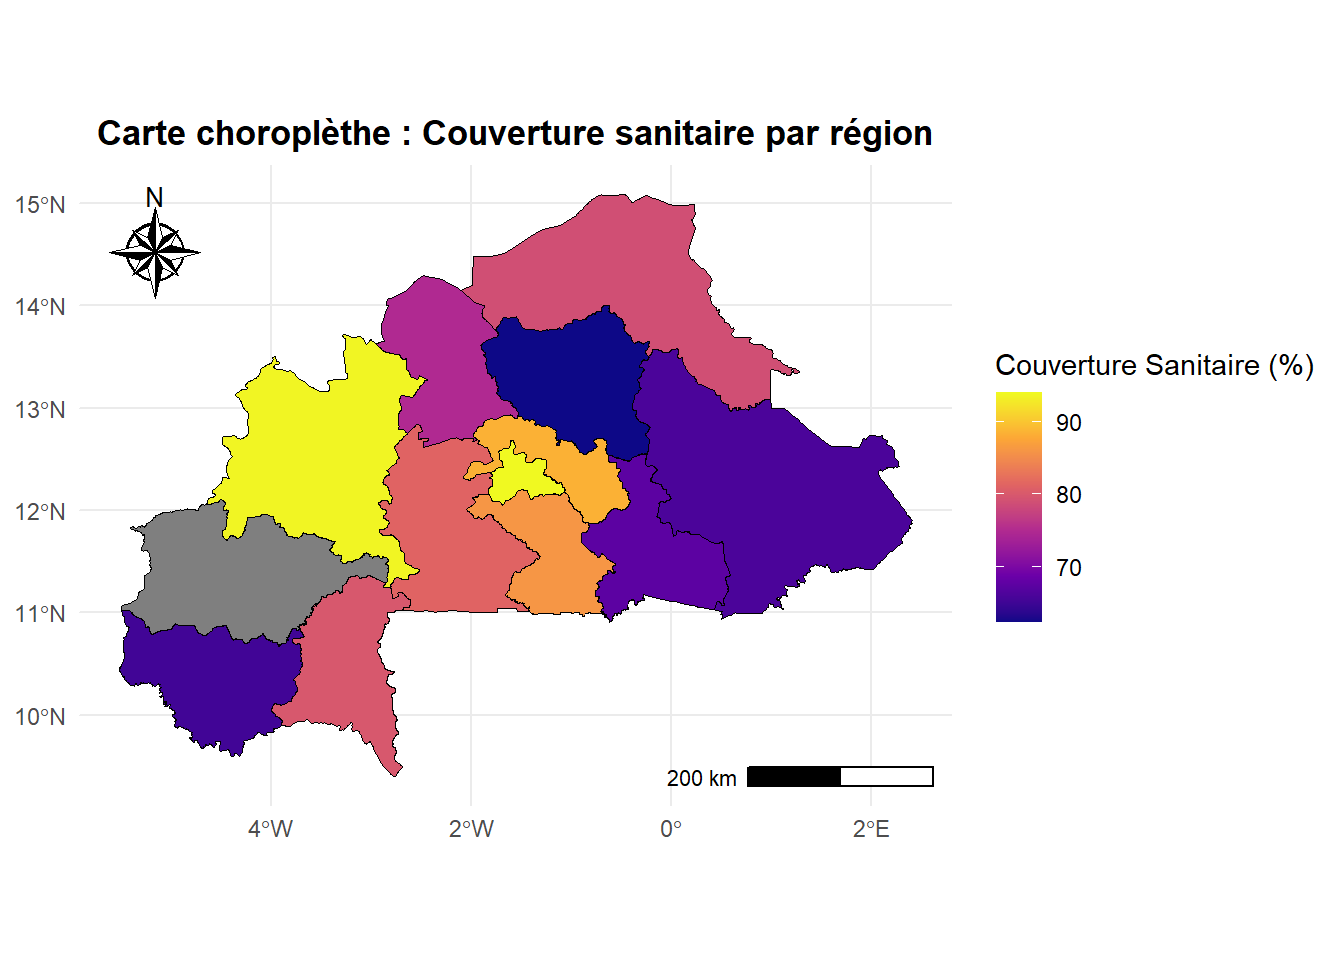 Carte choroplèthe : Couverture sanitaire par région
N
15°N
14°N
13°N
12°N
11°N
10°N
4°W
2°W
0°
2°E
200 km
Couverture Sanitaire (%)
90
80
70